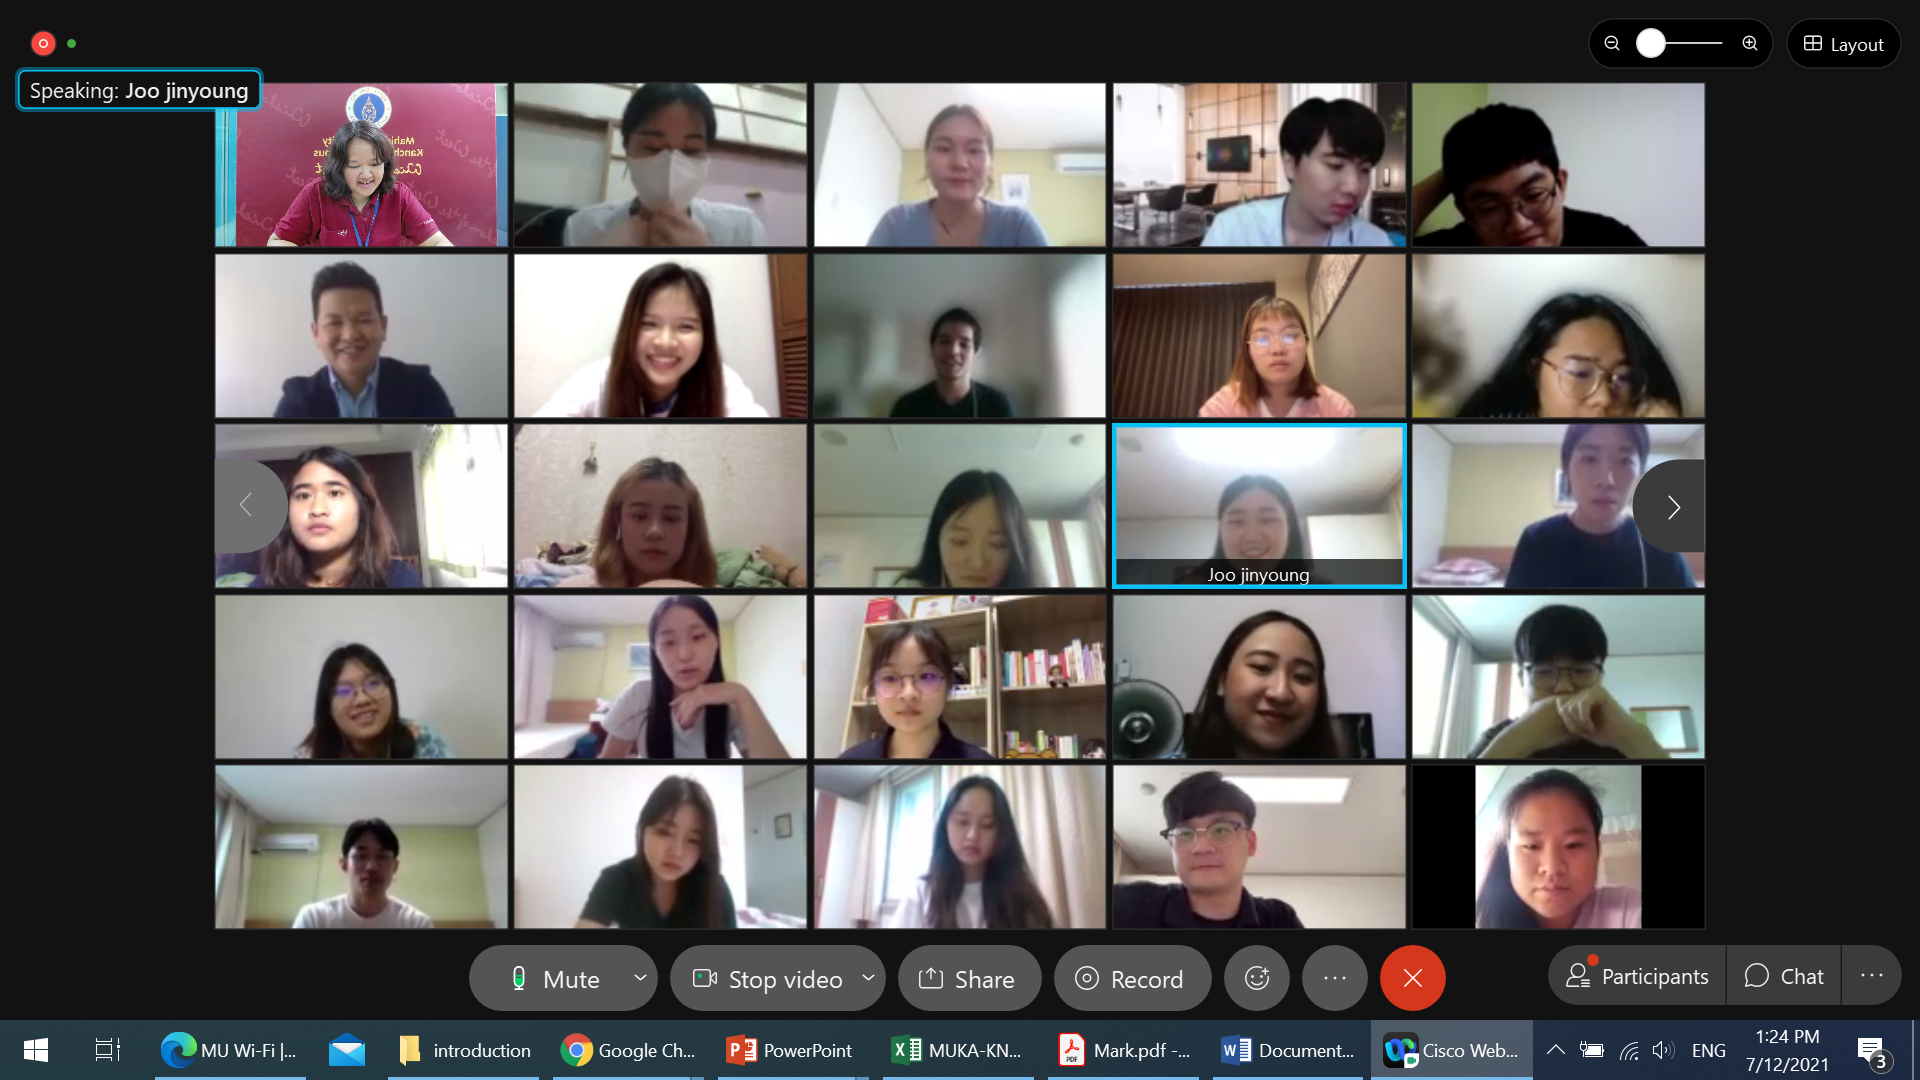 Layout
Speaking: Joo jinyoung
Joo jinyoung
Mute
Stop video
Share
Record
Participants
Chat
MU Wi-Fi |...
introduction
Google Ch...
PowerPoint
MUKA-KN...
Mark.pdf -...
Document...
Cisco Web...
ENG
1:24 PM
7/12/2021
3